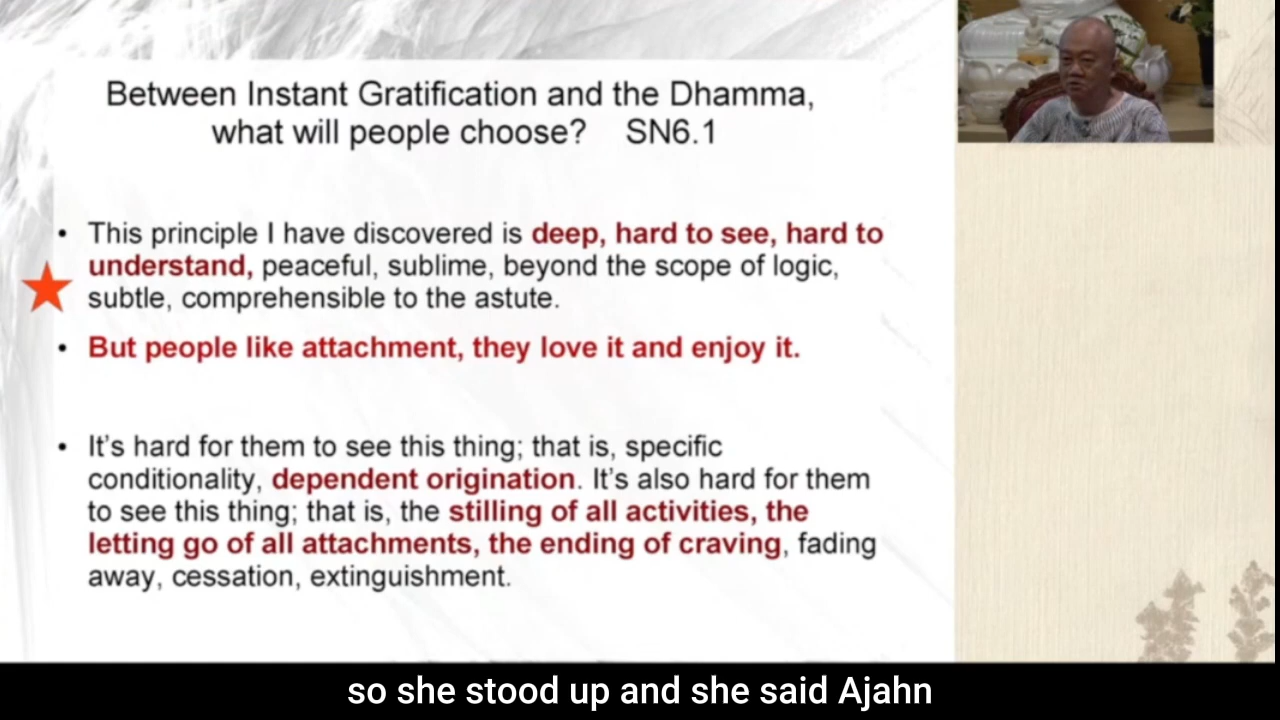 Between Instant Gratification and the Dhamma,
what will people choose? SN6.1
• This principle I have discovered is deep, hard to see, hard to
understand, peaceful, sublime, beyond the scope of logic,
subtle, comprehensible to the astute.
• But people like attachment, they love it and enjoy it.
• It’s hard for them to see this thing; that is, specific
conditionality, dependent origination. It’s also hard for them
to see this thing; that is, the stilling of all activities, the
letting go of all attachments, the ending of craving, fading
away, cessation, extinguishment.
so she stood up and she said Ajahn